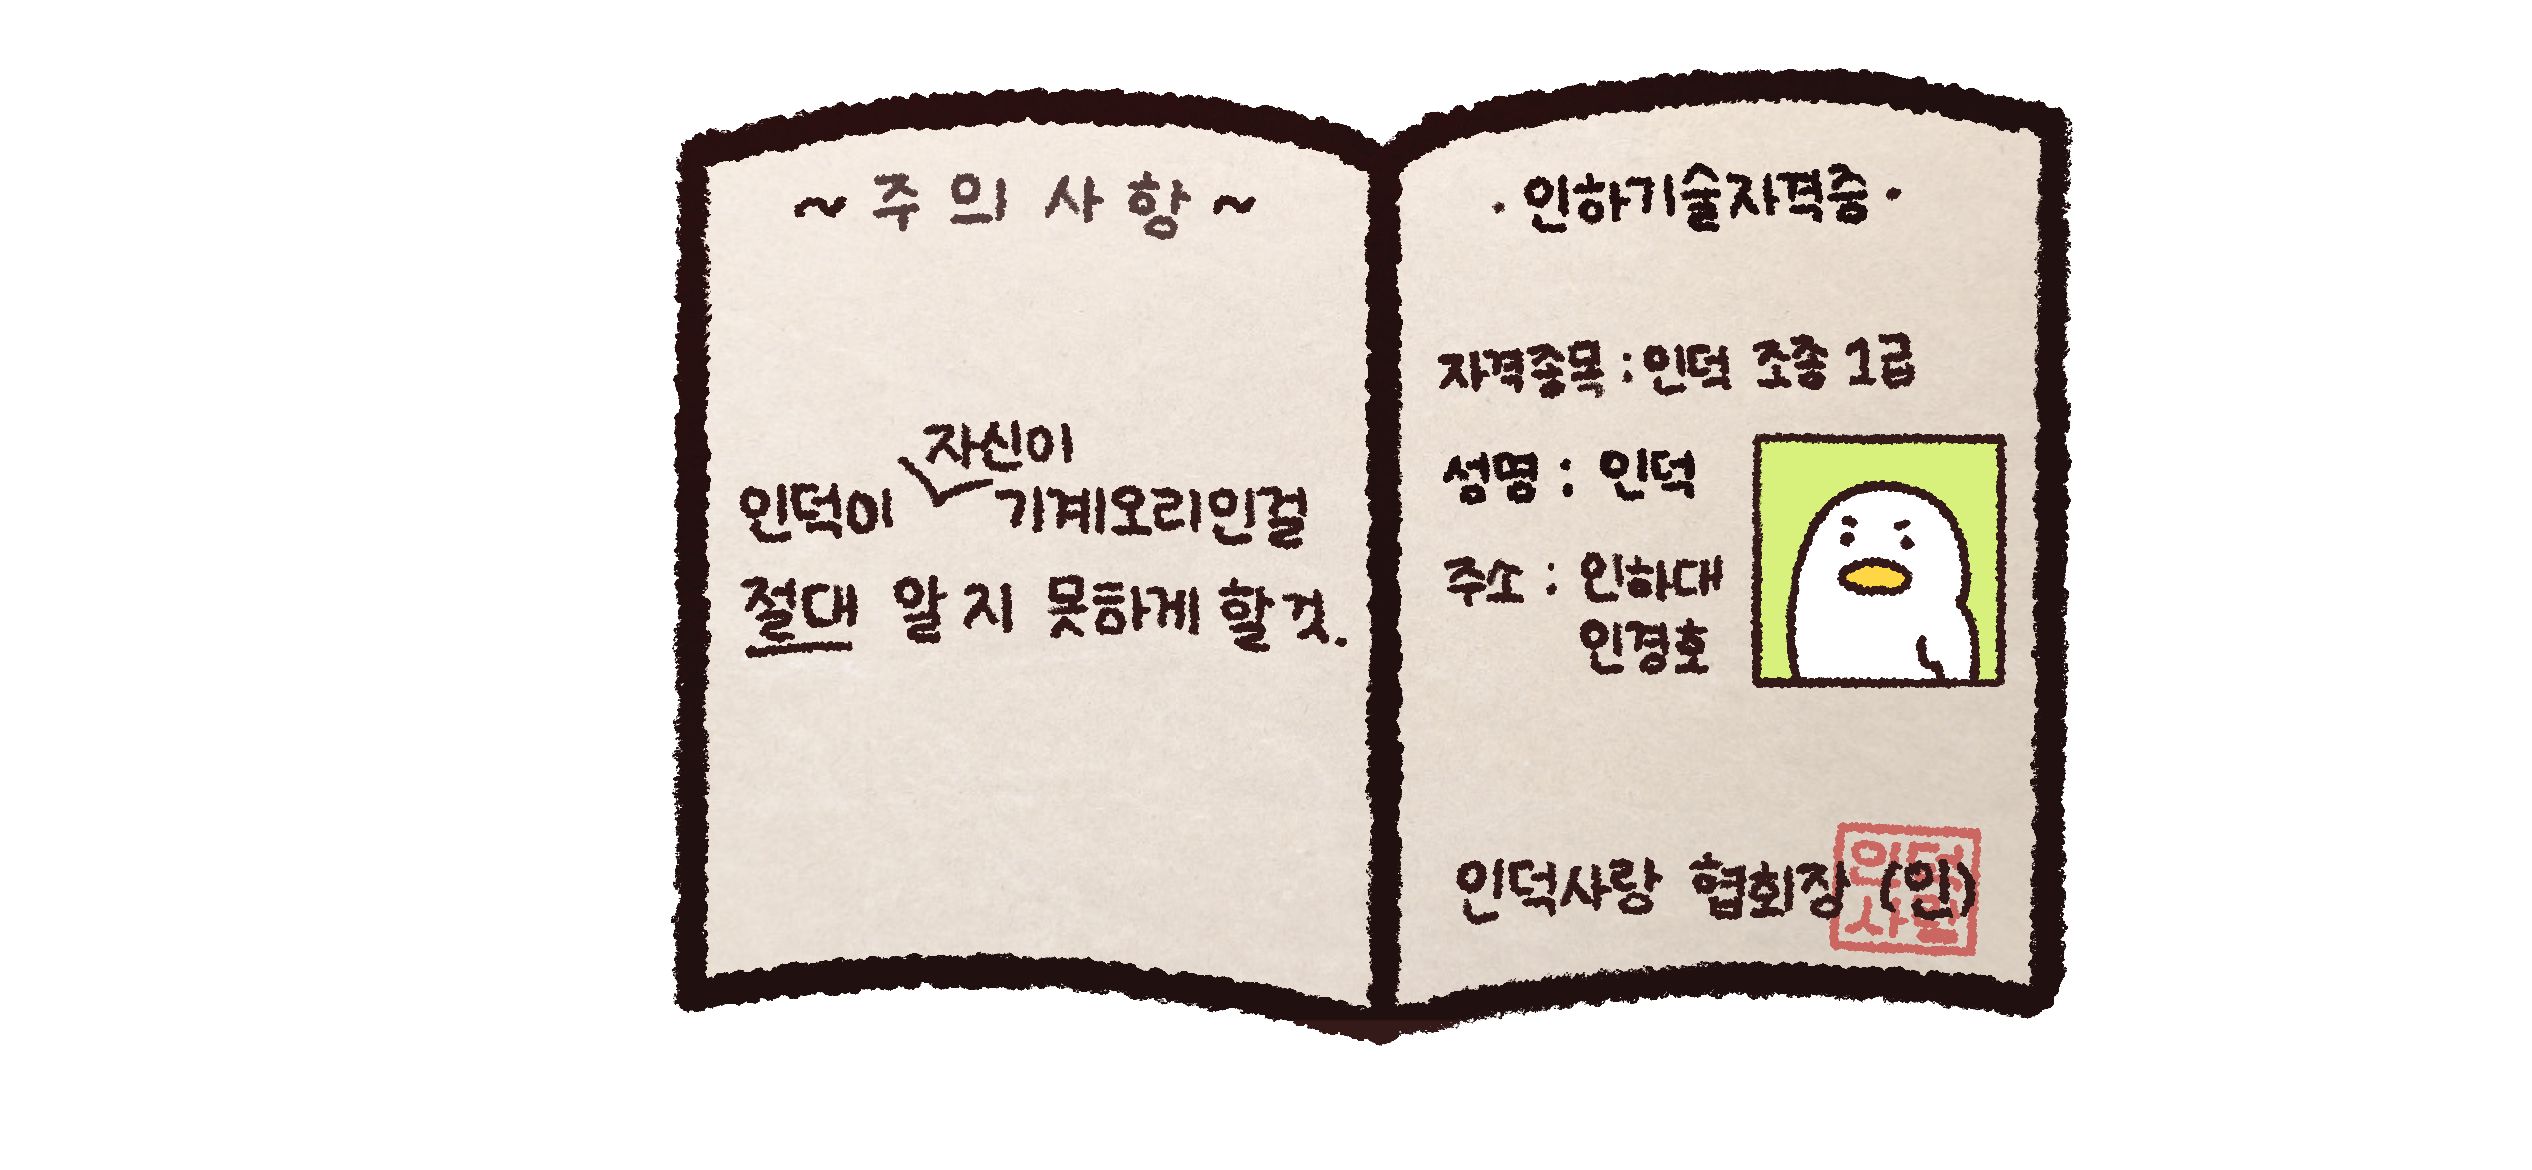 ~ 주 의 사 항 ~
자신이
인덕이 기계오리인걸
절대 알지 못하게 할것.
· 인하기술자격증 ·
자격종목 : 인덕 조종 1급
성명 : 인덕
주소 : 인하대
인경호
인덕사랑 협회장 (인)
인덕
사랑